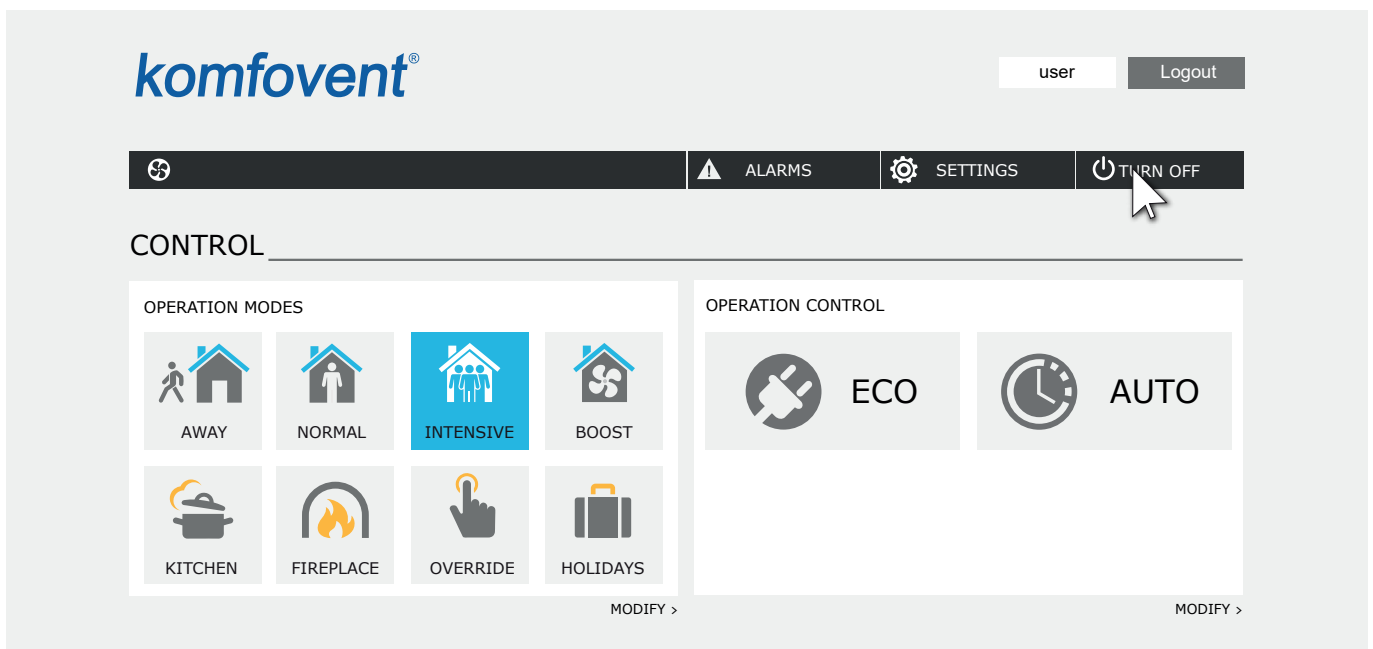 komfovent®
user Logout
ALARMS SETTINGS TURN OFF
CONTROL
OPERATION MODES
AWAY NORMAL INTENSIVE BOOST
KITCHEN FIREPLACE OVERRIDE HOLIDAYS
MODIFY >
OPERATION CONTROL
ECO AUTO
MODIFY >